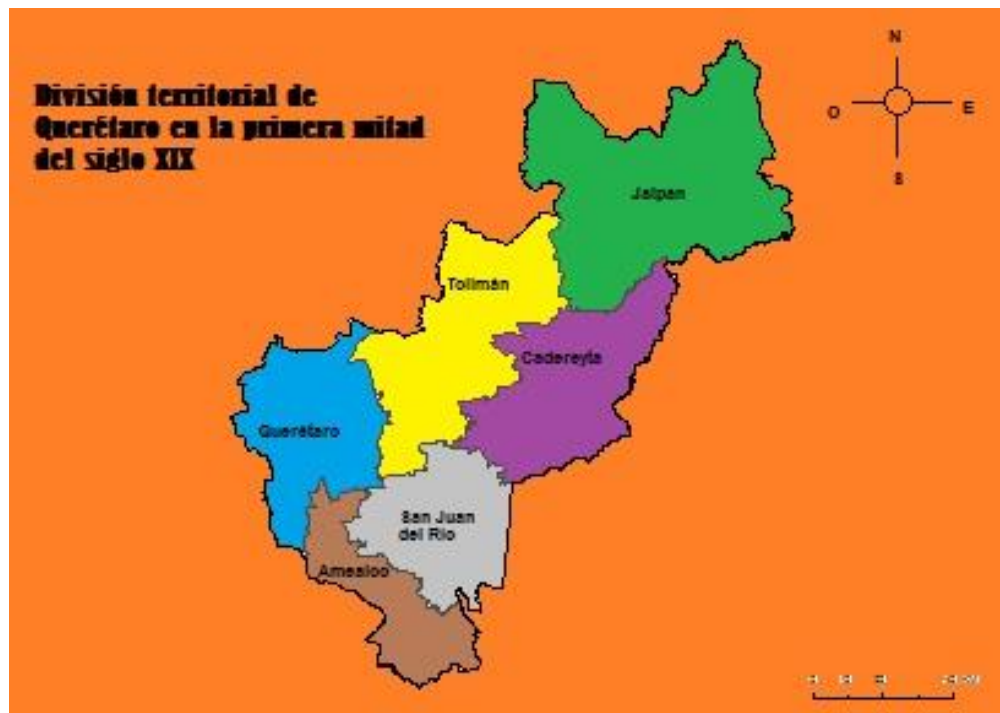 División territorial de
Querétaro en la primera mitad
del siglo XIX
N
O
E
S
Jalpan
Tolimán
Cadereyta
Querétaro
San Juan
del Rio
Amealco